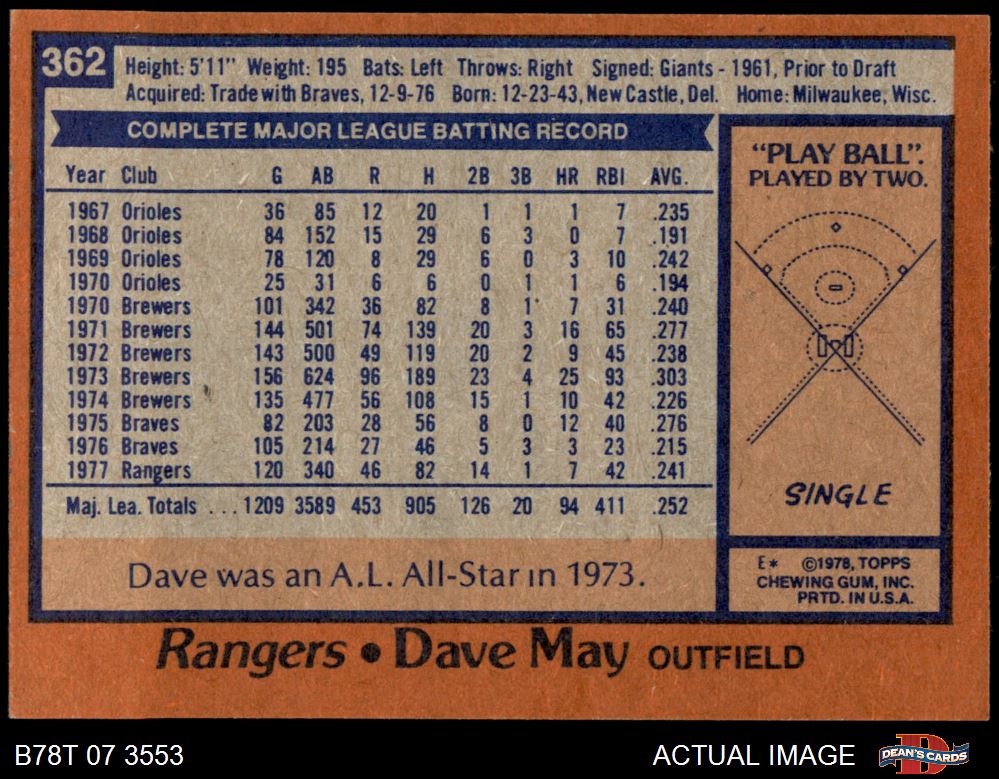 362
Height: 5'11" Weight: 195 Bats: Left Throws: Right Signed: Giants - 1961, Prior to Draft
Acquired: Trade with Braves, 12-9-76 Born: 12-23-43, New Castle, Del. Home: Milwaukee, Wisc.
COMPLETE MAJOR LEAGUE BATTING RECORD
Year Club G AB R H 2B 3B HR RBI AVG.
1967 Orioles 36 85 12 20 1 1 1 7 .235
1968 Orioles 84 152 15 29 6 3 0 7 .191
1969 Orioles 78 120 8 29 6 0 3 10 .242
1970 Orioles 25 31 6 6 0 1 1 6 .194
1970 Brewers 101 342 36 82 8 1 7 31 .240
1971 Brewers 144 501 74 139 20 3 16 65 .277
1972 Brewers 143 500 49 119 20 2 9 45 .238
1973 Brewers 156 624 96 189 23 4 25 93 .303
1974 Brewers 135 477 56 108 15 1 10 42 .226
1975 Braves 82 203 28 56 8 0 12 40 .276
1976 Braves 105 214 27 46 5 3 3 23 .215
1977 Rangers 120 340 46 82 14 1 7 42 .241
Maj. Lea. Totals ... 1209 3589 453 905 126 20 94 411 .252
Dave was an A.L. All-Star in 1973.
"PLAY BALL".
PLAYED BY TWO.
SINGLE
E* ©1978, TOPPS
CHEWING GUM, INC.
PRTD. IN U.S.A.
Rangers • Dave May OUTFIELD
B78T 07 3553
ACTUAL IMAGE
DEAN'S CARDS